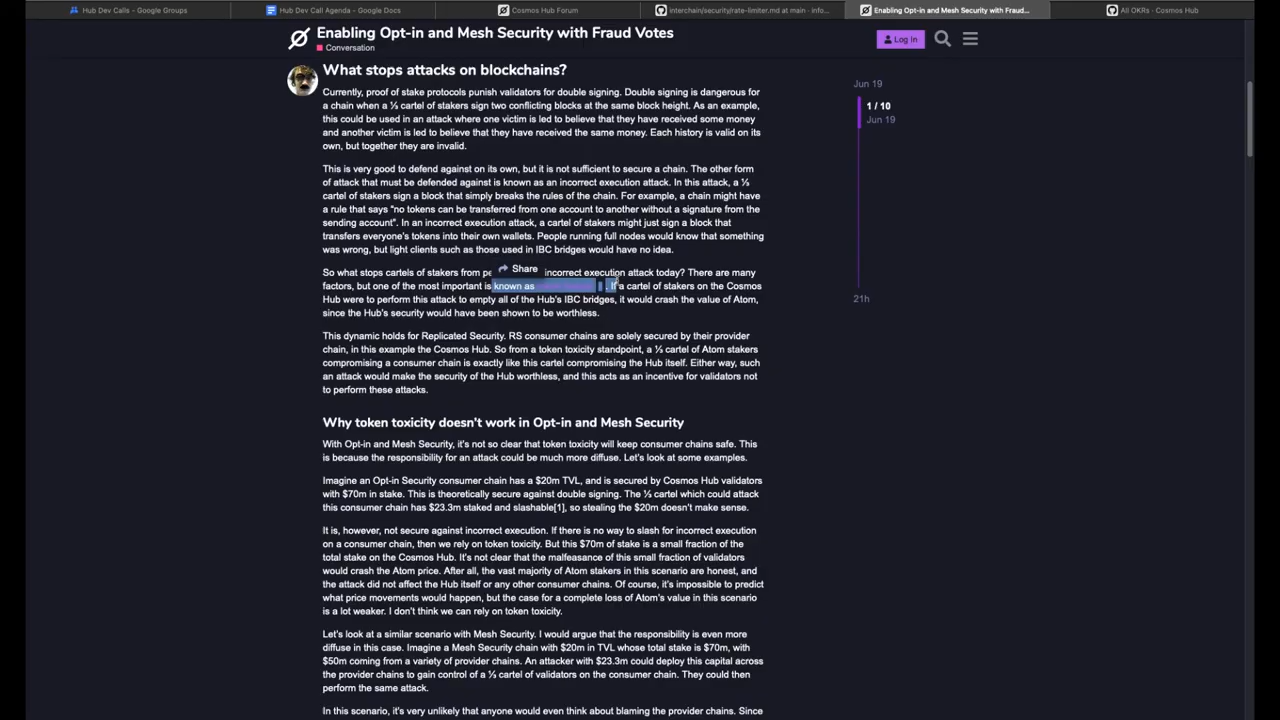 Hub Dev Calls - Google Groups
Hub Dev Call Agenda - Google Docs
Cosmos Hub Forum
interchain/security/rate-limiter.md at main · info...
Enabling Opt-in and Mesh Security with Fraud...
All OKRs · Cosmos Hub
Enabling Opt-in and Mesh Security with Fraud Votes
Conversation
Log In
What stops attacks on blockchains?
Currently, proof of stake protocols punish validators for double signing. Double signing is dangerous for
a chain when a ⅓ cartel of stakers sign two conflicting blocks at the same block height. As an example,
this could be used in an attack where one victim is led to believe that they have received some money
and another victim is led to believe that they have received the same money. Each history is valid on its
own, but together they are invalid.
This is very good to defend against on its own, but it is not sufficient to secure a chain. The other form
of attack that must be defended against is known as an incorrect execution attack. In this attack, a ⅓
cartel of stakers sign a block that simply breaks the rules of the chain. For example, a chain might have
a rule that says "no tokens can be transferred from one account to another without a signature from the
sending account". In an incorrect execution attack, a cartel of stakers might just sign a block that
transfers everyone's tokens into their own wallets. People running full nodes would know that something
was wrong, but light clients such as those used in IBC bridges would have no idea.
Share
So what stops cartels of stakers from pe incorrect execution attack today? There are many
factors, but one of the most important is known as . If a cartel of stakers on the Cosmos
Hub were to perform this attack to empty all of the Hub's IBC bridges, it would crash the value of Atom,
since the Hub's security would have been shown to be worthless.
This dynamic holds for Replicated Security. RS consumer chains are solely secured by their provider
chain, in this example the Cosmos Hub. So from a token toxicity standpoint, a ⅓ cartel of Atom stakers
compromising a consumer chain is exactly like this cartel compromising the Hub itself. Either way, such
an attack would make the security of the Hub worthless, and this acts as an incentive for validators not
to perform these attacks.
Why token toxicity doesn't work in Opt-in and Mesh Security
With Opt-in and Mesh Security, it's not so clear that token toxicity will keep consumer chains safe. This
is because the responsibility for an attack could be much more diffuse. Let's look at some examples.
Imagine an Opt-in Security consumer chain has a $20m TVL, and is secured by Cosmos Hub validators
with $70m in stake. This is theoretically secure against double signing. The ⅓ cartel which could attack
this consumer chain has $23.3m staked and slashable[1], so stealing the $20m doesn't make sense.
It is, however, not secure against incorrect execution. If there is no way to slash for incorrect execution
on a consumer chain, then we rely on token toxicity. But this $70m of stake is a small fraction of the
total stake on the Cosmos Hub. It's not clear that the malfeasance of this small fraction of validators
would crash the Atom price. After all, the vast majority of Atom stakers in this scenario are honest, and
the attack did not affect the Hub itself or any other consumer chains. Of course, it's impossible to predict
what price movements would happen, but the case for a complete loss of Atom's value in this scenario
is a lot weaker. I don't think we can rely on token toxicity.
Let's look at a similar scenario with Mesh Security. I would argue that the responsibility is even more
diffuse in this case. Imagine a Mesh Security chain with $20m in TVL whose total stake is $70m, with
$50m coming from a variety of provider chains. An attacker with $23.3m could deploy this capital across
the provider chains to gain control of a ⅓ cartel of validators on the consumer chain. They could then
perform the same attack.
In this scenario, it's very unlikely that anyone would even think about blaming the provider chains. Since
Jun 19
1 / 10
Jun 19
21h